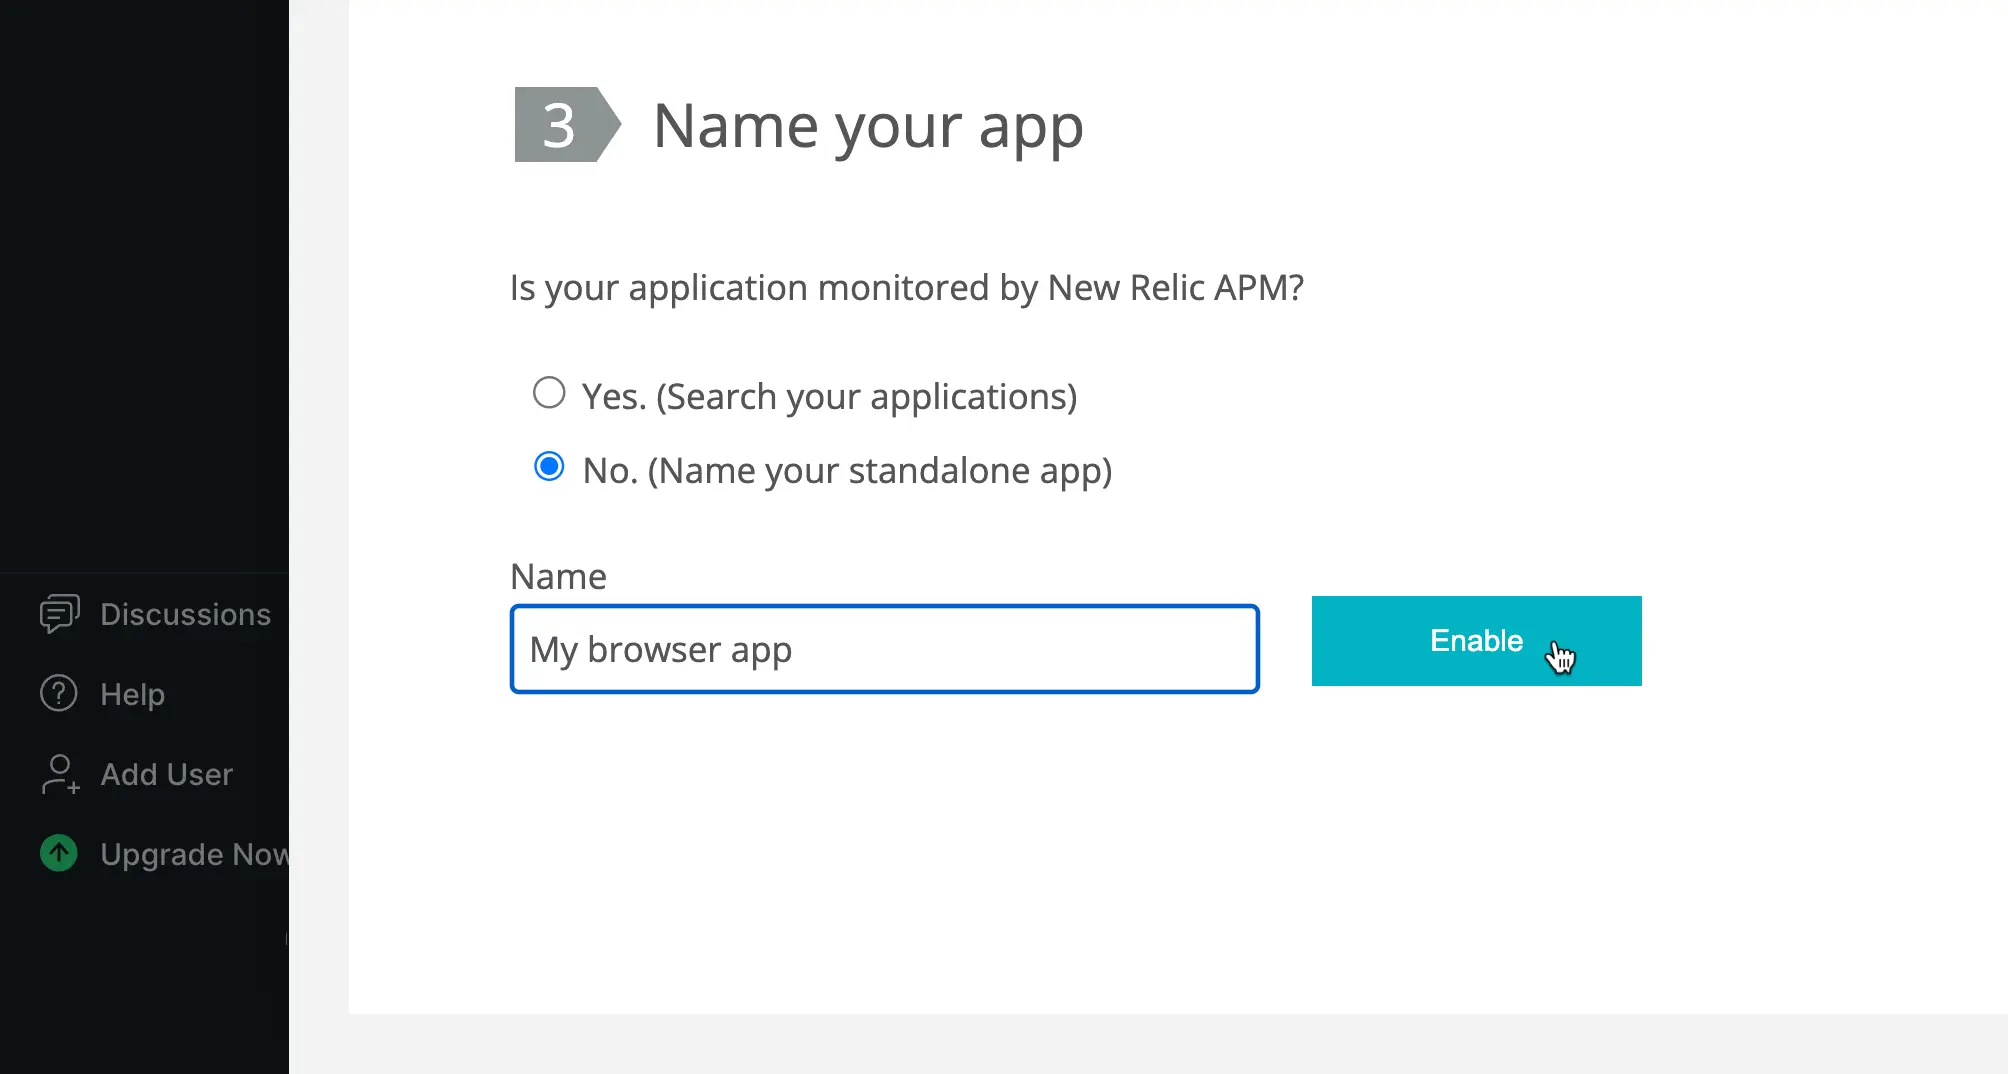 3 Name your app
Is your application monitored by New Relic APM?
Yes. (Search your applications)
No. (Name your standalone app)
Name
My browser app
Enable
Discussions
Help
Add User
Upgrade Now